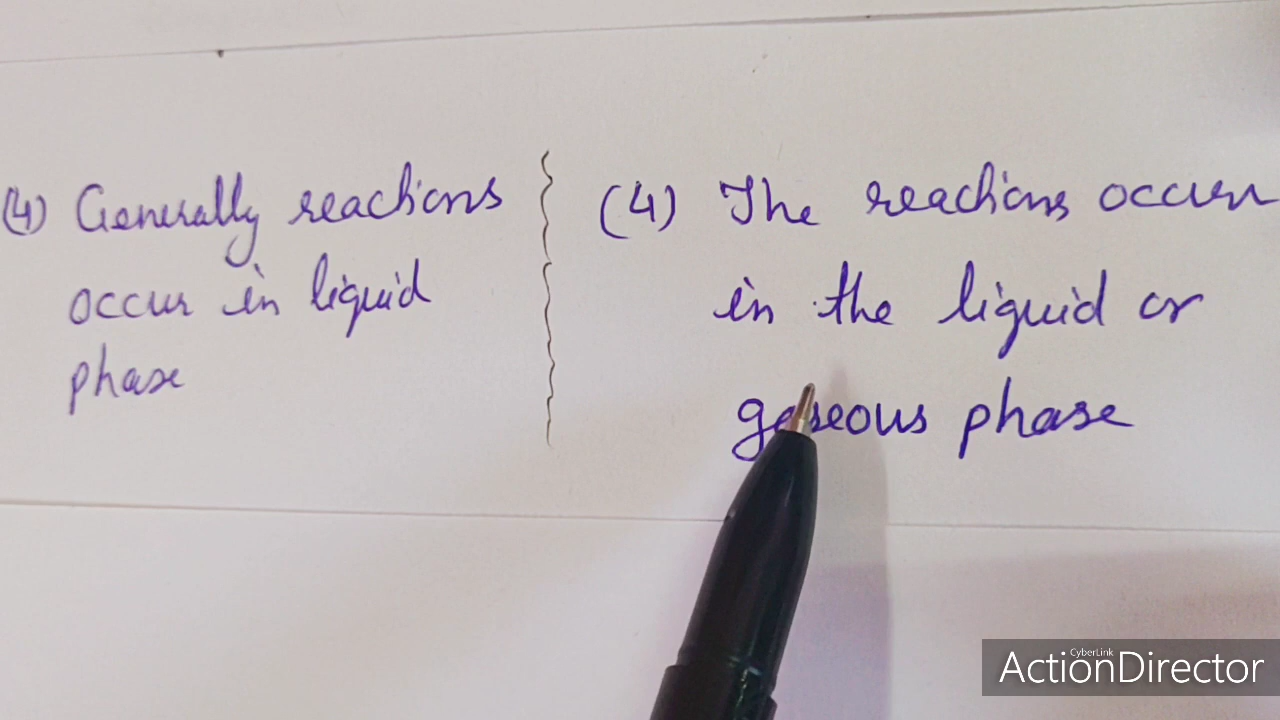 (4) Generally reactions
occur in liquid
phase
(4) The reactions occur
in the liquid or
gaseous phase
CyberLink
ActionDirector